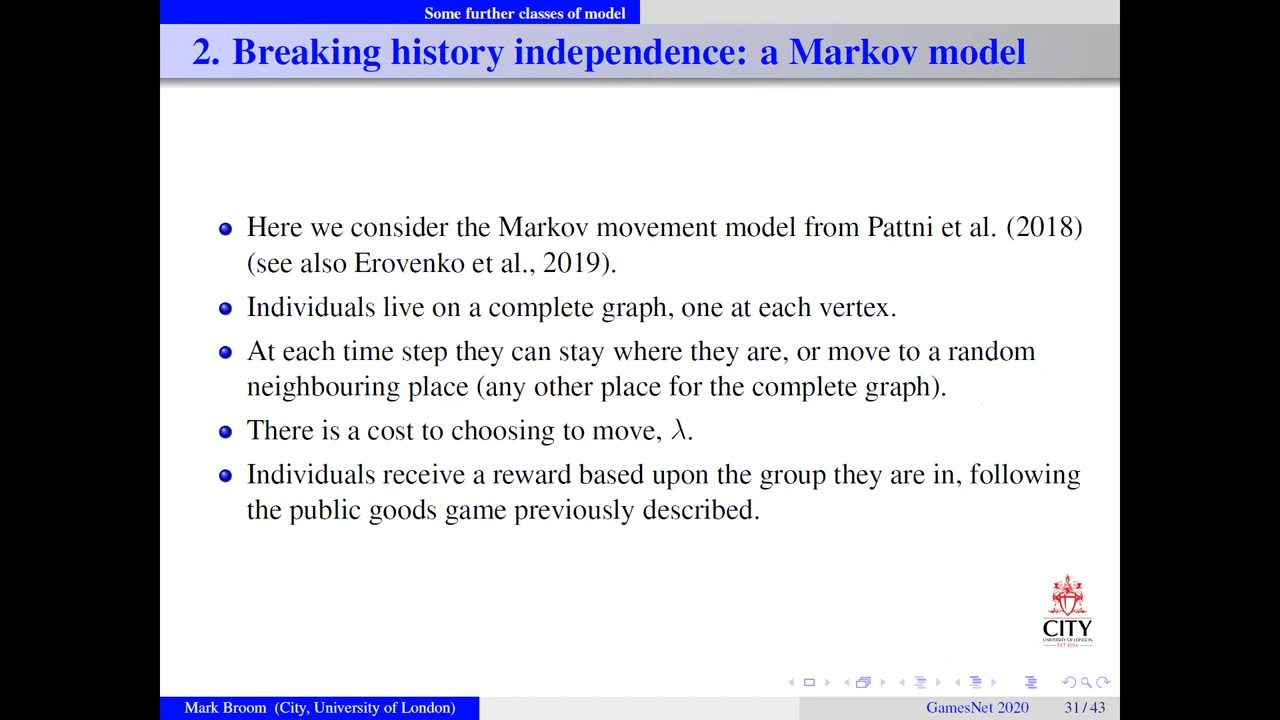 Some further classes of model
2. Breaking history independence: a Markov model
Here we consider the Markov movement model from Pattni et al. (2018)
(see also Erovenko et al., 2019).
Individuals live on a complete graph, one at each vertex.
At each time step they can stay where they are, or move to a random
neighbouring place (any other place for the complete graph).
There is a cost to choosing to move, λ.
Individuals receive a reward based upon the group they are in, following
the public goods game previously described.
CITY
UNIVERSITY OF LONDON
EST 1894
Mark Broom (City, University of London)
GamesNet 2020
31 / 43